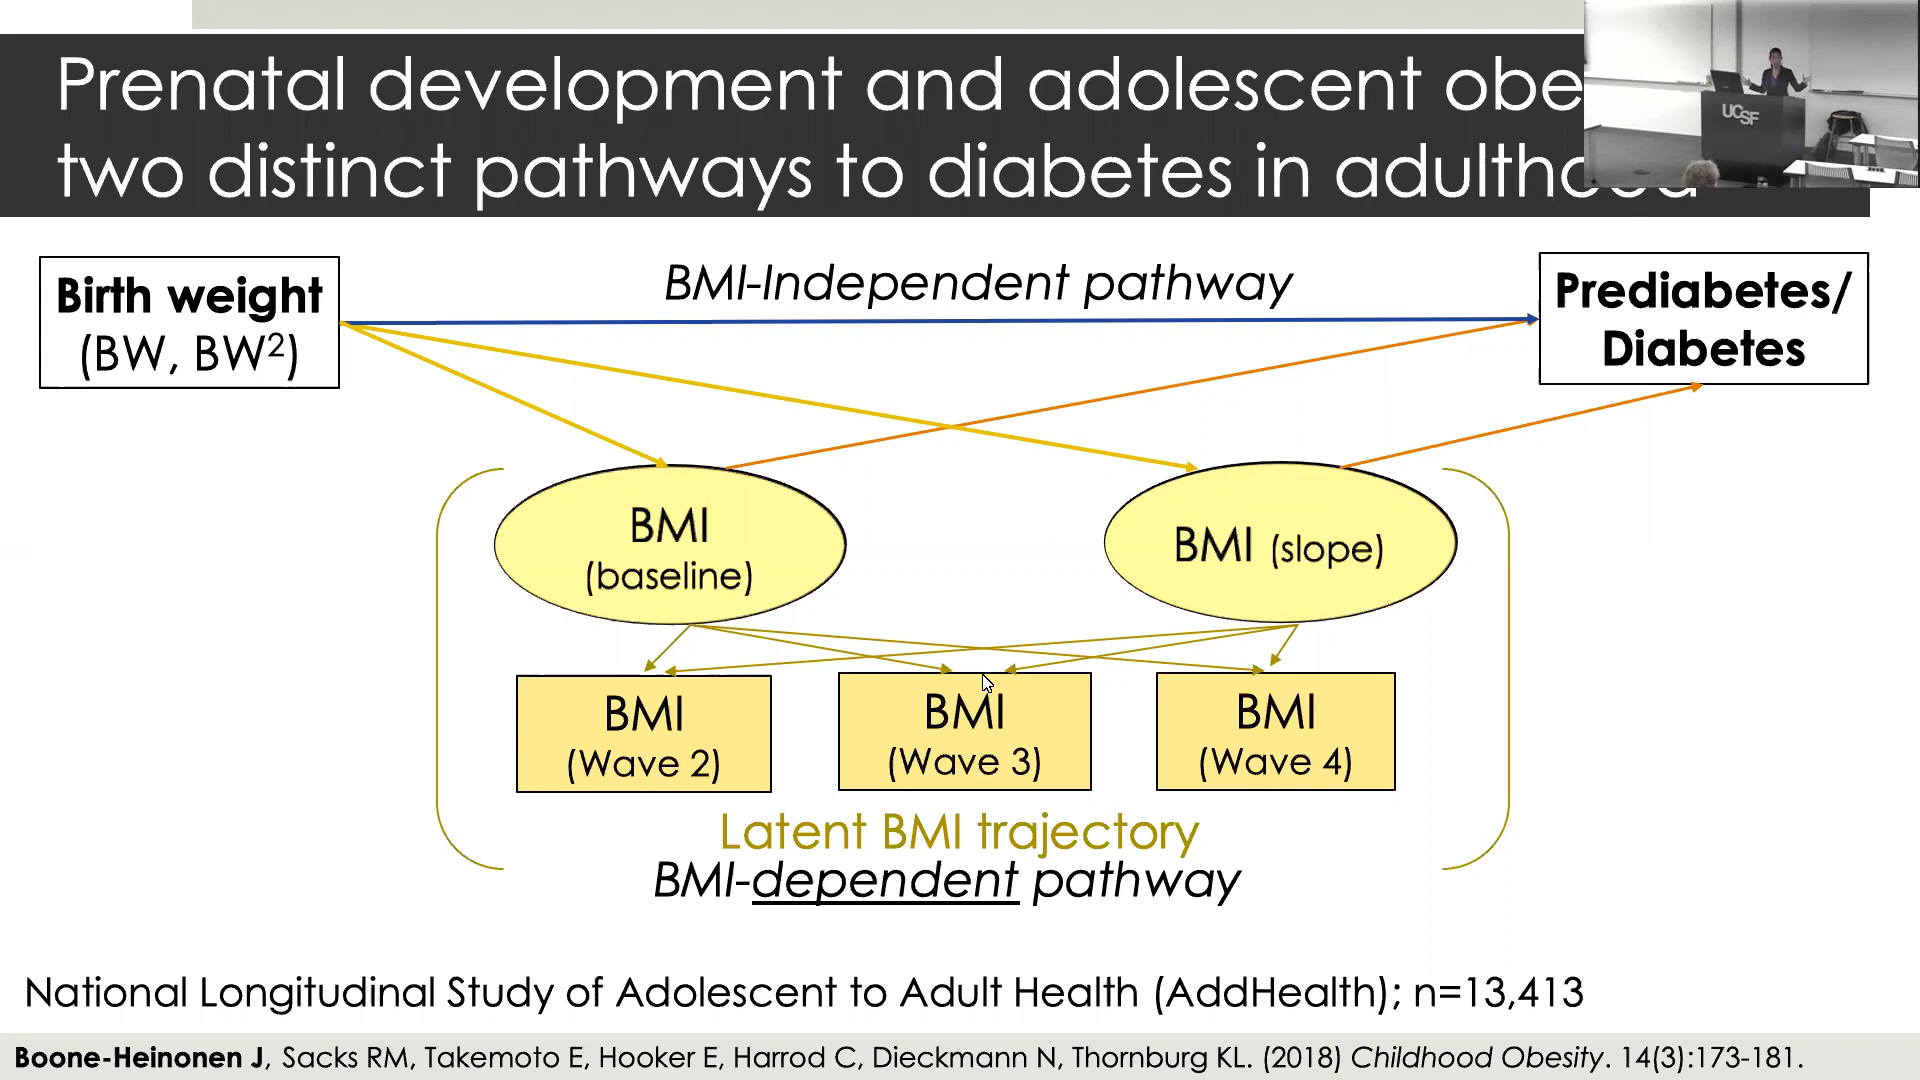 Prenatal development and adolescent obe
two distinct pathways to diabetes in adulthood
UCSF
Birth weight
(BW, BW²)
BMI-Independent pathway
Prediabetes/
Diabetes
BMI
(baseline)
BMI (slope)
BMI
(Wave 2)
BMI
(Wave 3)
BMI
(Wave 4)
Latent BMI trajectory
BMI-dependent pathway
National Longitudinal Study of Adolescent to Adult Health (AddHealth); n=13,413
Boone-Heinonen J, Sacks RM, Takemoto E, Hooker E, Harrod C, Dieckmann N, Thornburg KL. (2018) Childhood Obesity. 14(3):173-181.